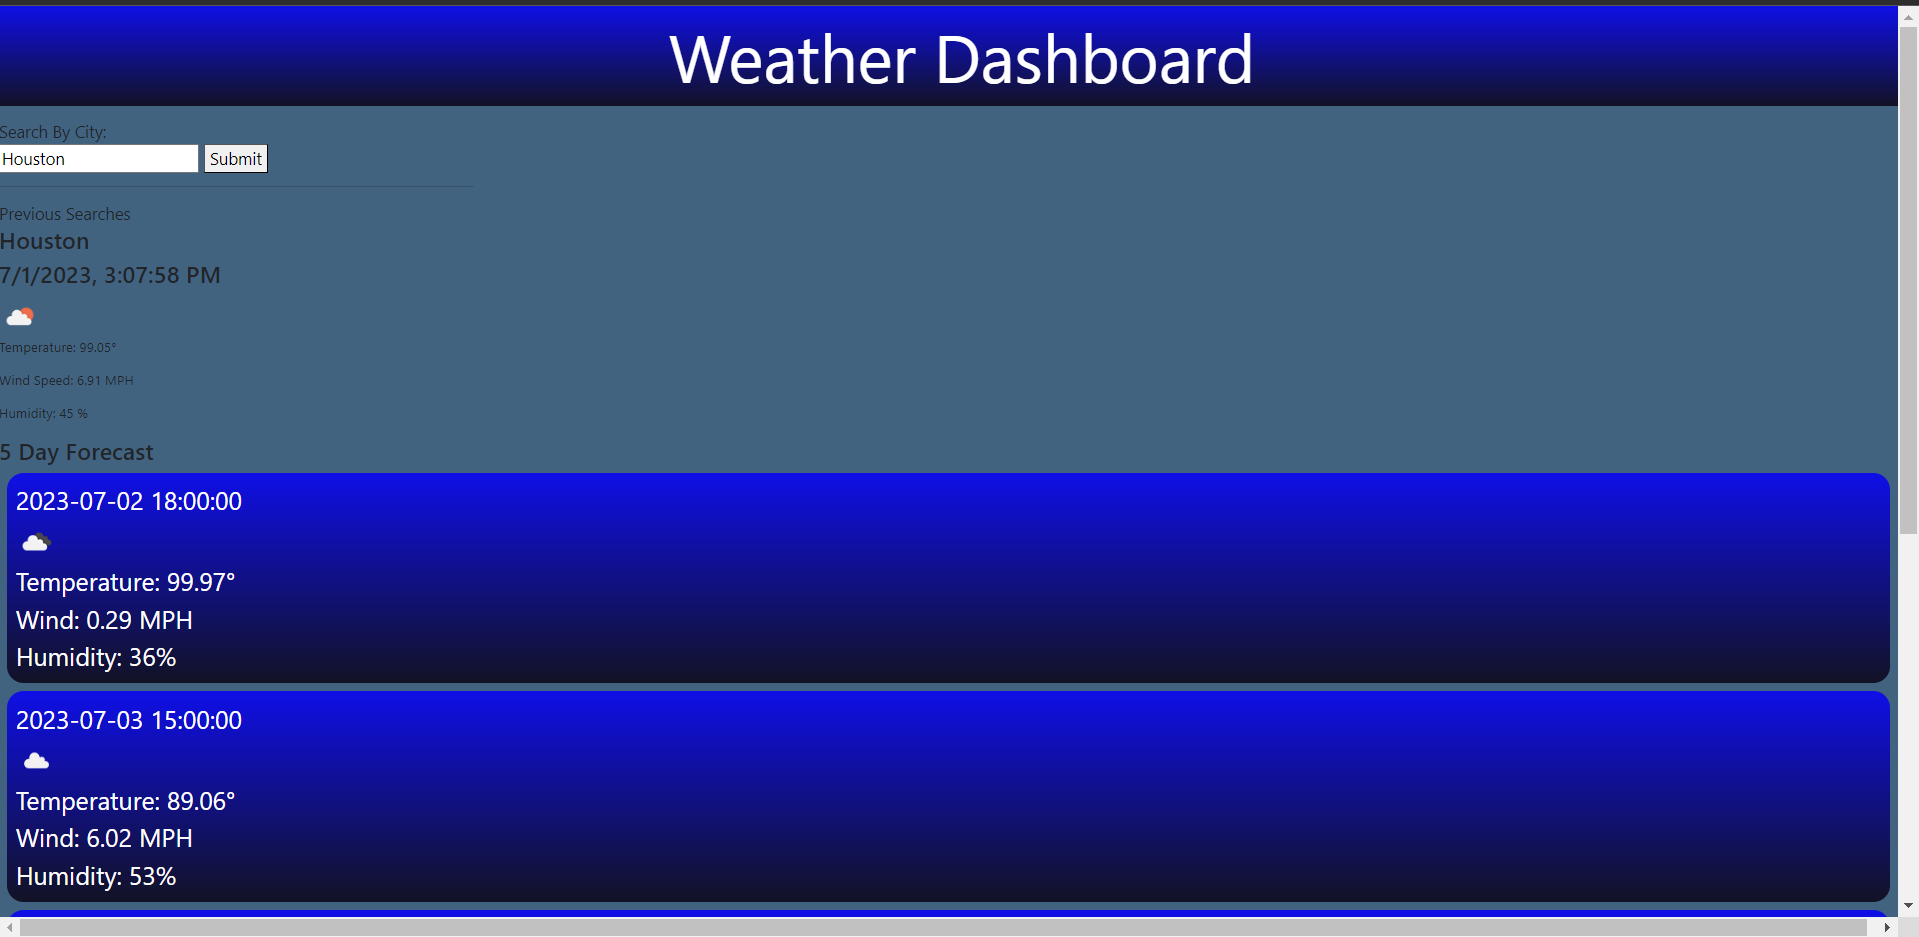 Weather Dashboard
Search By City:
Houston
Submit
Previous Searches
Houston
7/1/2023, 3:07:58 PM
Temperature: 99.05°
Wind Speed: 6.91 MPH
Humidity: 45 %
5 Day Forecast
2023-07-02 18:00:00
Temperature: 99.97°
Wind: 0.29 MPH
Humidity: 36%
2023-07-03 15:00:00
Temperature: 89.06°
Wind: 6.02 MPH
Humidity: 53%